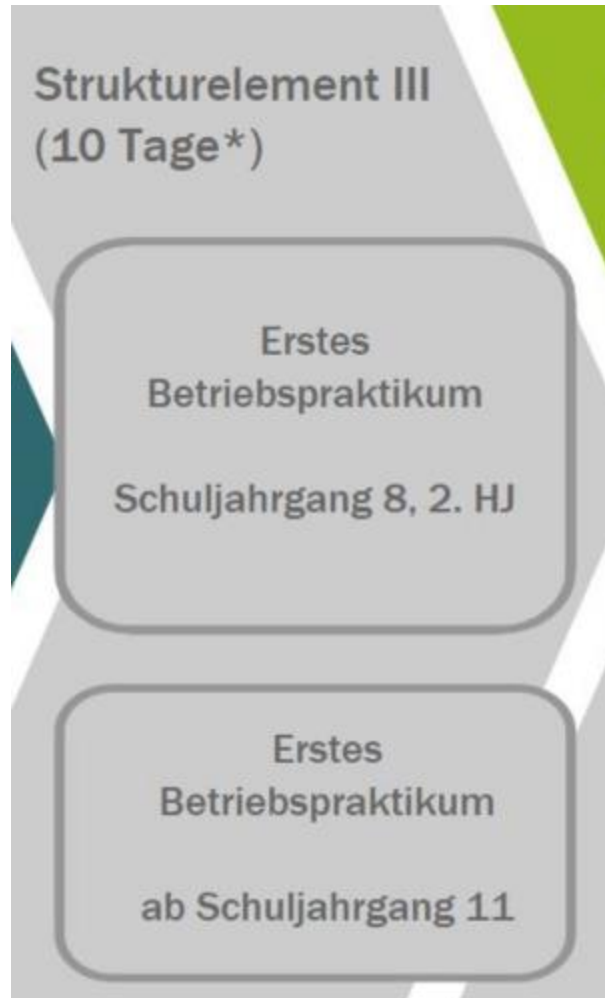 Strukturelement III
(10 Tage*)
Erstes
Betriebspraktikum
Schuljahrgang 8, 2. HJ
Erstes
Betriebspraktikum
ab Schuljahrgang 11